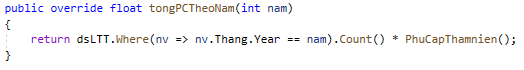 public override float tongPCTheoNam(int nam)
{
return dsLTT.Where(nv => nv.Thang.Year == nam).Count() * PhuCapThamnien();
}